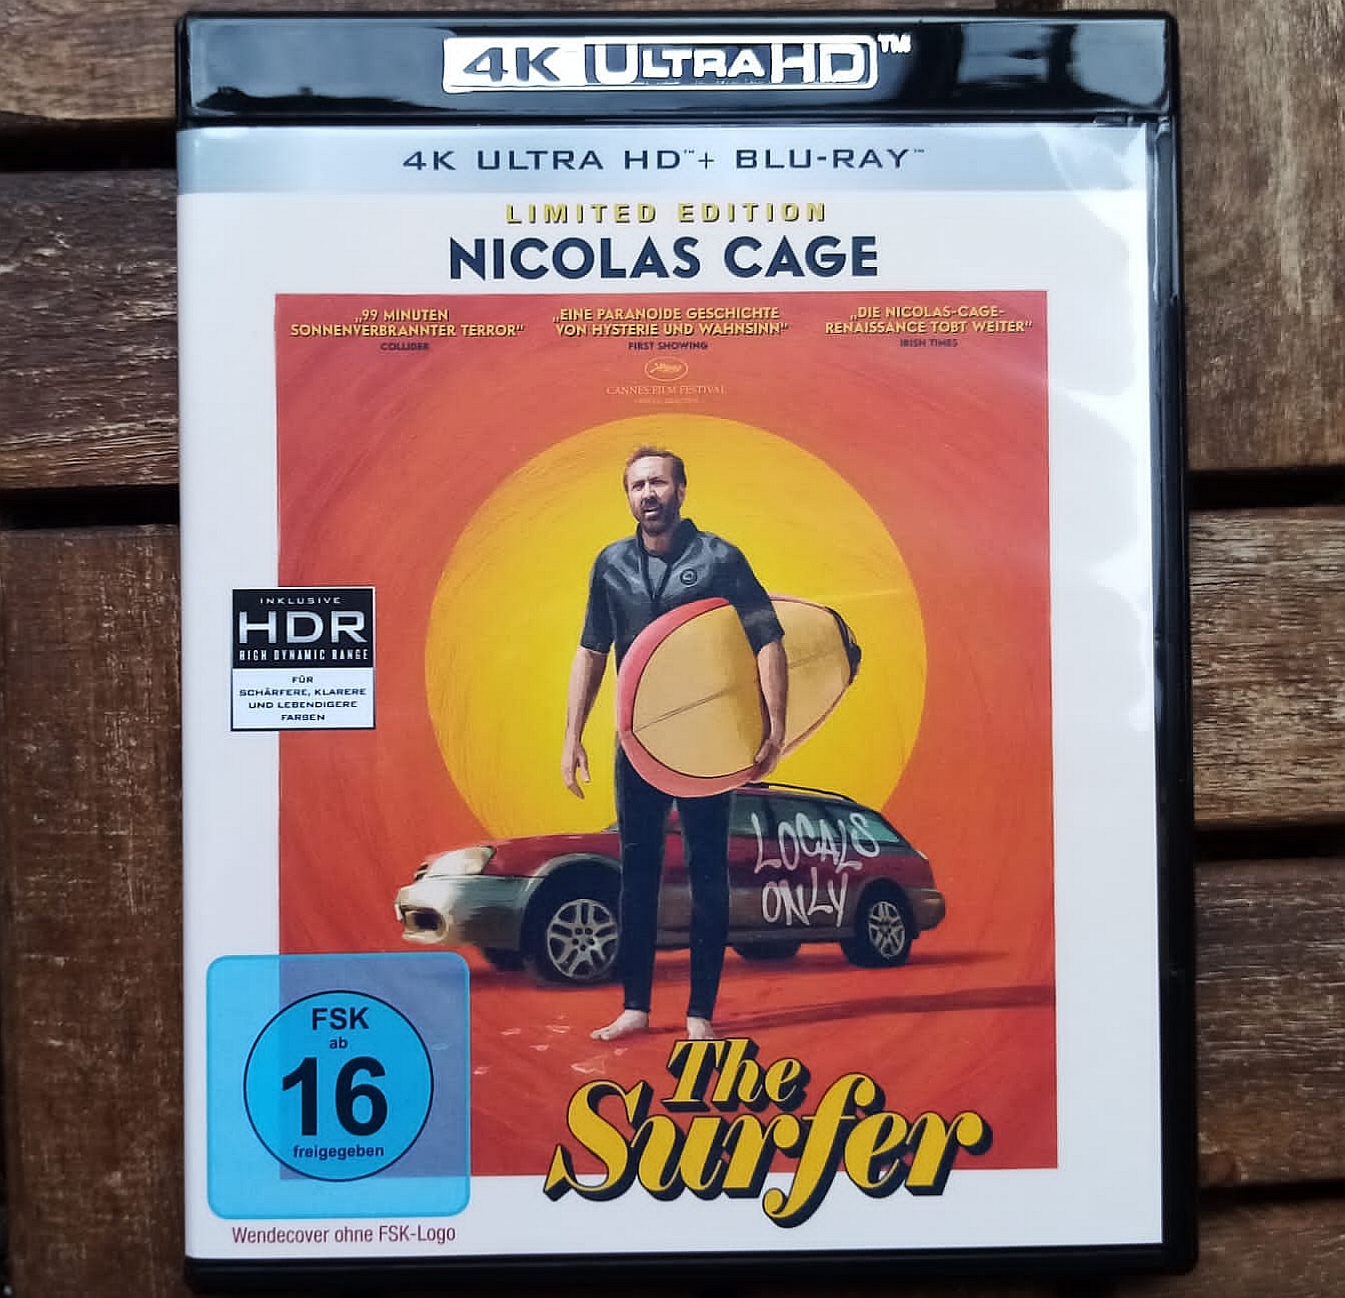 4K ULTRA HD™
4K ULTRA HD™ + BLU-RAY™
LIMITED EDITION
NICOLAS CAGE
„99 MINUTEN
SONNENVERBRANNTER TERROR“
COLLIDER
„EINE PARANOIDE GESCHICHTE
VON HYSTERIE UND WAHNSINN“
FIRST SHOWING
„DIE NICOLAS-CAGE-
RENAISSANCE TOBT WEITER“
IRISH TIMES
CANNES FILM FESTIVAL
INKLUSIVE
HDR
HIGH DYNAMIC RANGE
FÜR
SCHÄRFERE, KLARERE
UND LEBENDIGERE
FARBEN
LOCALS
ONLY
FSK
ab
16
freigegeben
The
Surfer
Wendecover ohne FSK-Logo